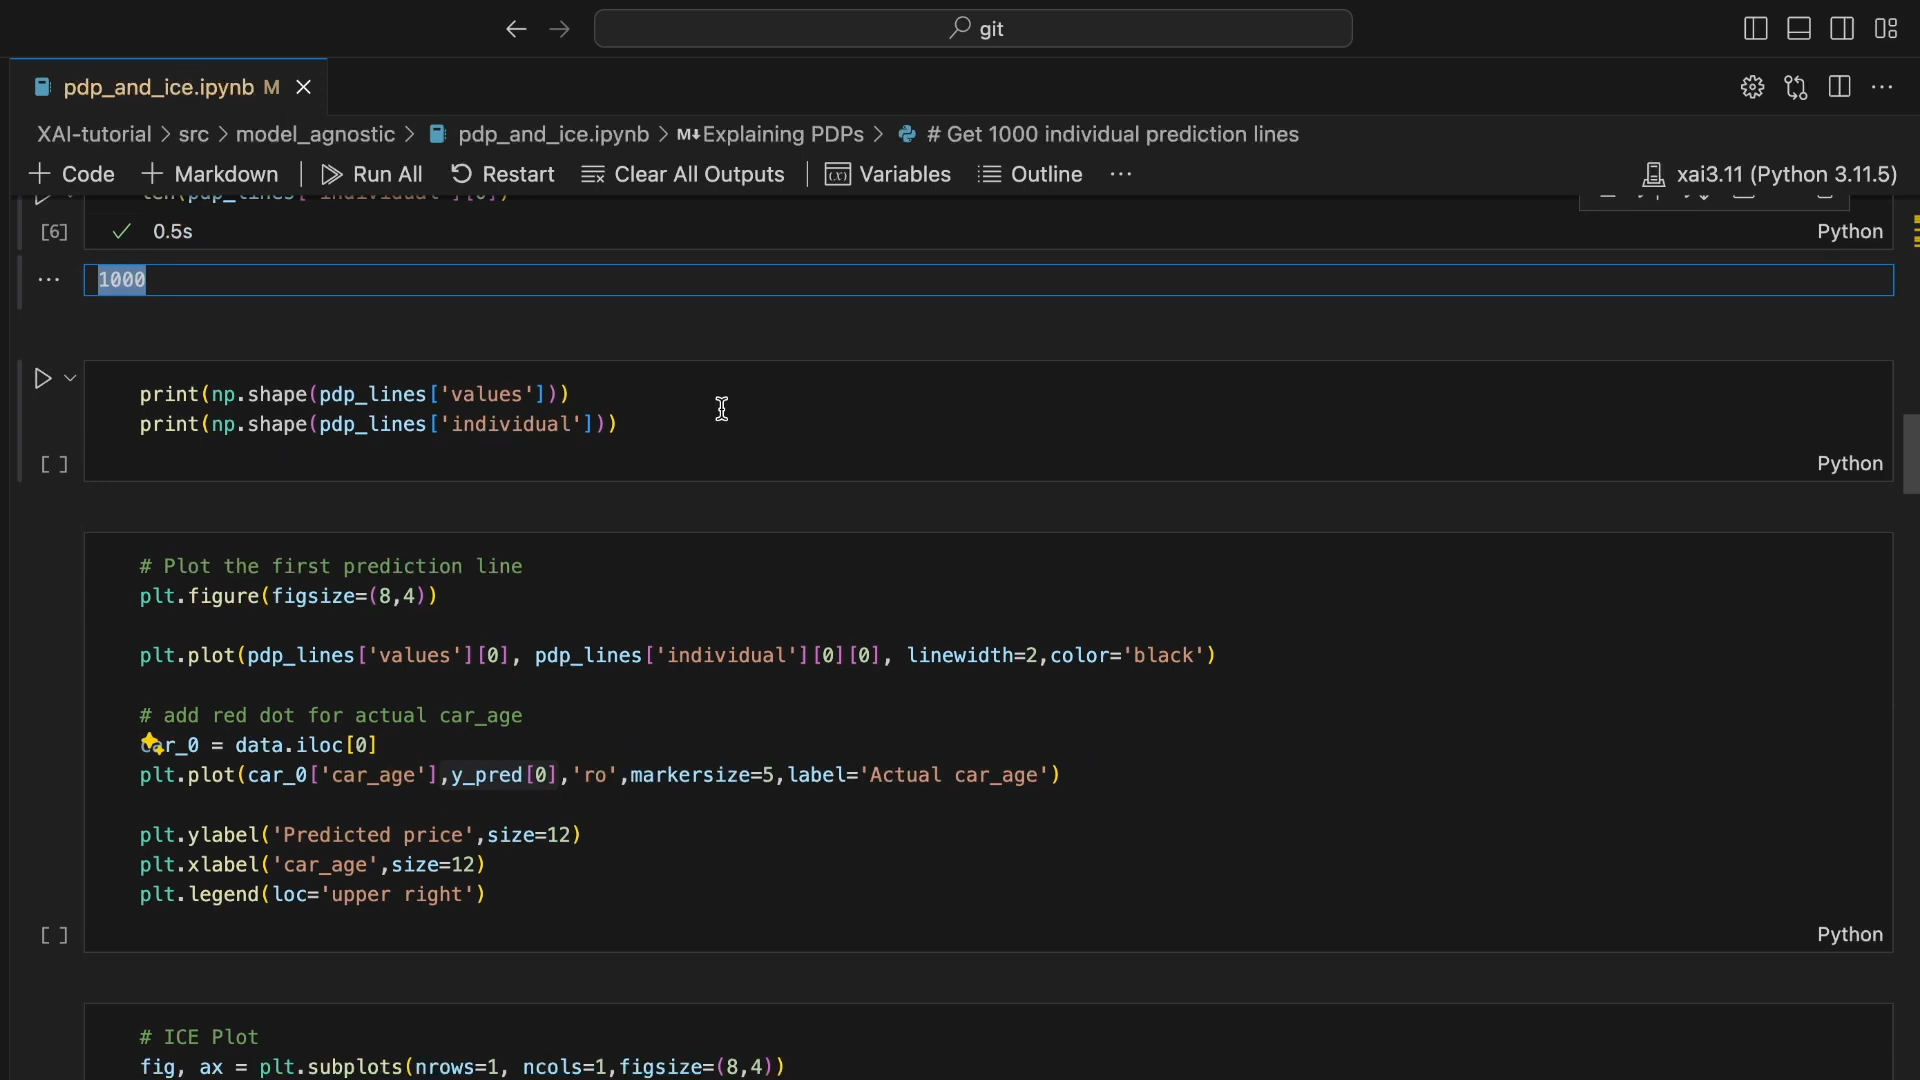 git
pdp_and_ice.ipynb M
XAI-tutorial > src > model_agnostic > pdp_and_ice.ipynb > M↓Explaining PDPs > # Get 1000 individual prediction lines
+ Code + Markdown | Run All Restart Clear All Outputs | Variables Outline ...
xai3.11 (Python 3.11.5)
len(pdp_lines['individual'][0])
[6] ✓ 0.5s Python
... 1000
print(np.shape(pdp_lines['values']))
print(np.shape(pdp_lines['individual']))
[ ] Python
# Plot the first prediction line
plt.figure(figsize=(8,4))
plt.plot(pdp_lines['values'][0], pdp_lines['individual'][0][0], linewidth=2,color='black')
# add red dot for actual car_age
car_0 = data.iloc[0]
plt.plot(car_0['car_age'],y_pred[0],'ro',markersize=5,label='Actual car_age')
plt.ylabel('Predicted price',size=12)
plt.xlabel('car_age',size=12)
plt.legend(loc='upper right')
[ ] Python
# ICE Plot
fig, ax = plt.subplots(nrows=1, ncols=1,figsize=(8,4))